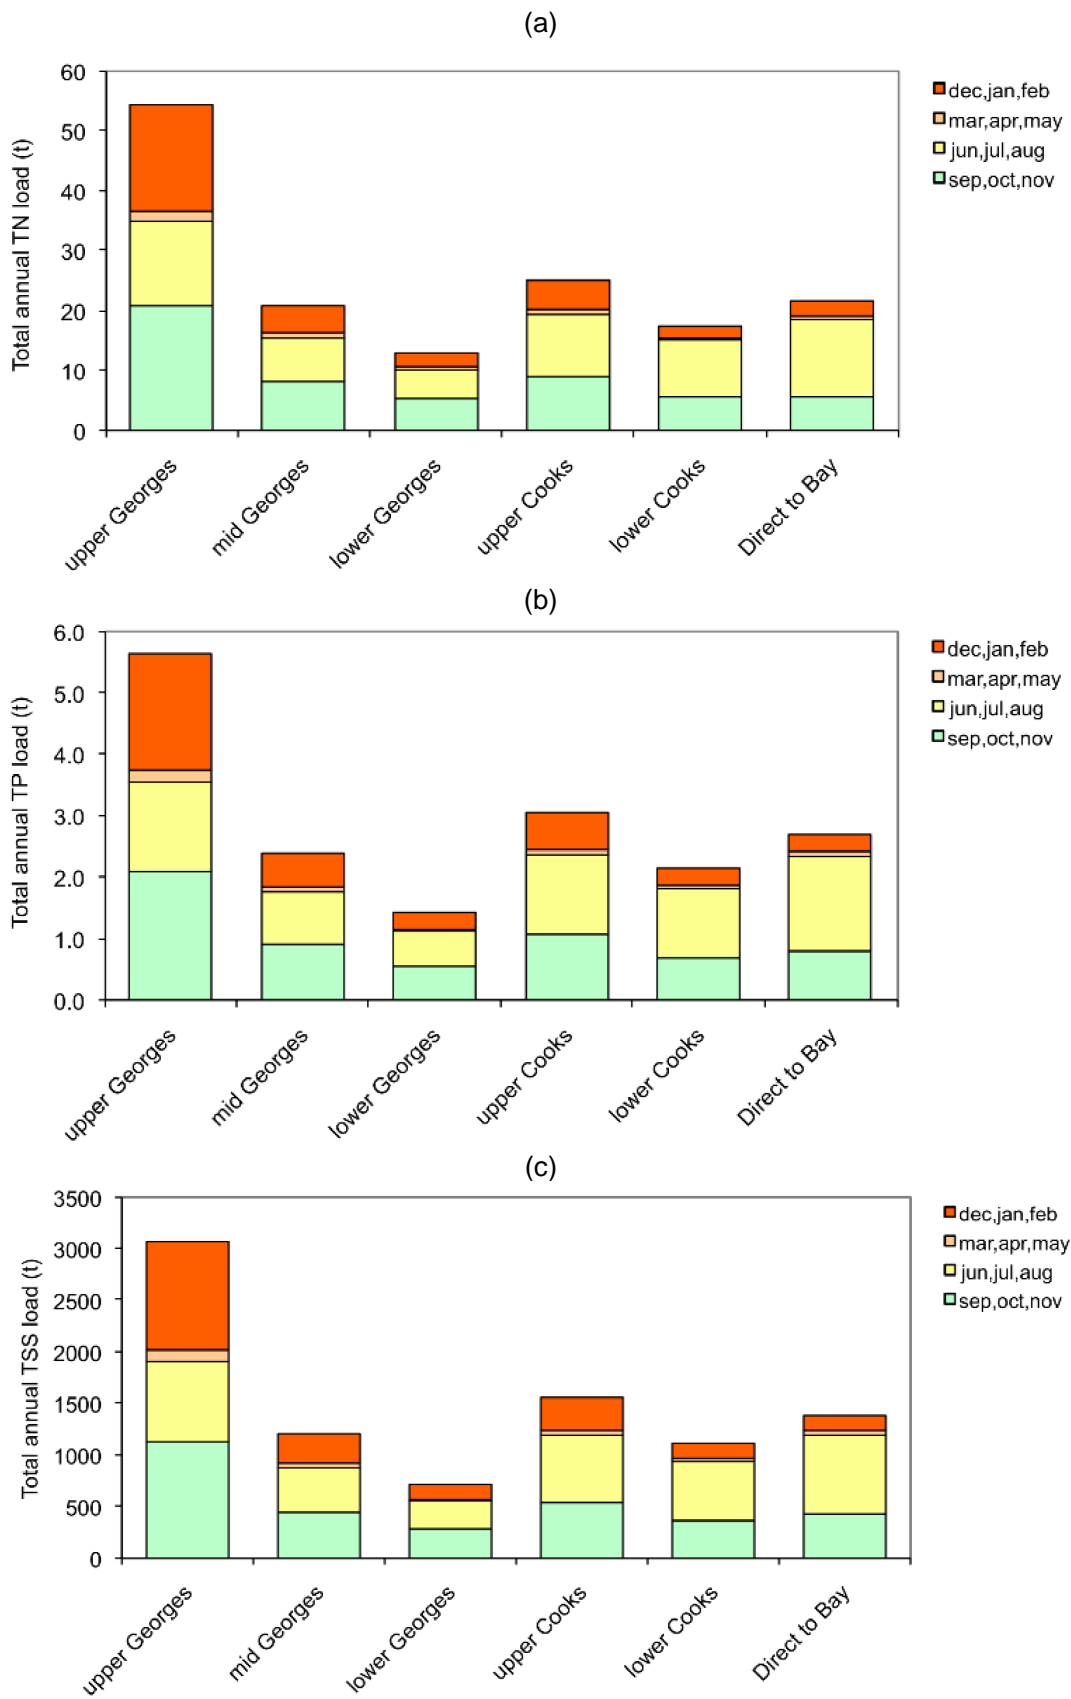 (a)
Total annual TN load (t)
60
50
40
30
20
10
0
dec,jan,feb
mar,apr,may
jun,jul,aug
sep,oct,nov
upper Georges
mid Georges
lower Georges
upper Cooks
lower Cooks
Direct to Bay
(b)
Total annual TP load (t)
6.0
5.0
4.0
3.0
2.0
1.0
0.0
dec,jan,feb
mar,apr,may
jun,jul,aug
sep,oct,nov
upper Georges
mid Georges
lower Georges
upper Cooks
lower Cooks
Direct to Bay
(c)
Total annual TSS load (t)
3500
3000
2500
2000
1500
1000
500
0
dec,jan,feb
mar,apr,may
jun,jul,aug
sep,oct,nov
upper Georges
mid Georges
lower Georges
upper Cooks
lower Cooks
Direct to Bay